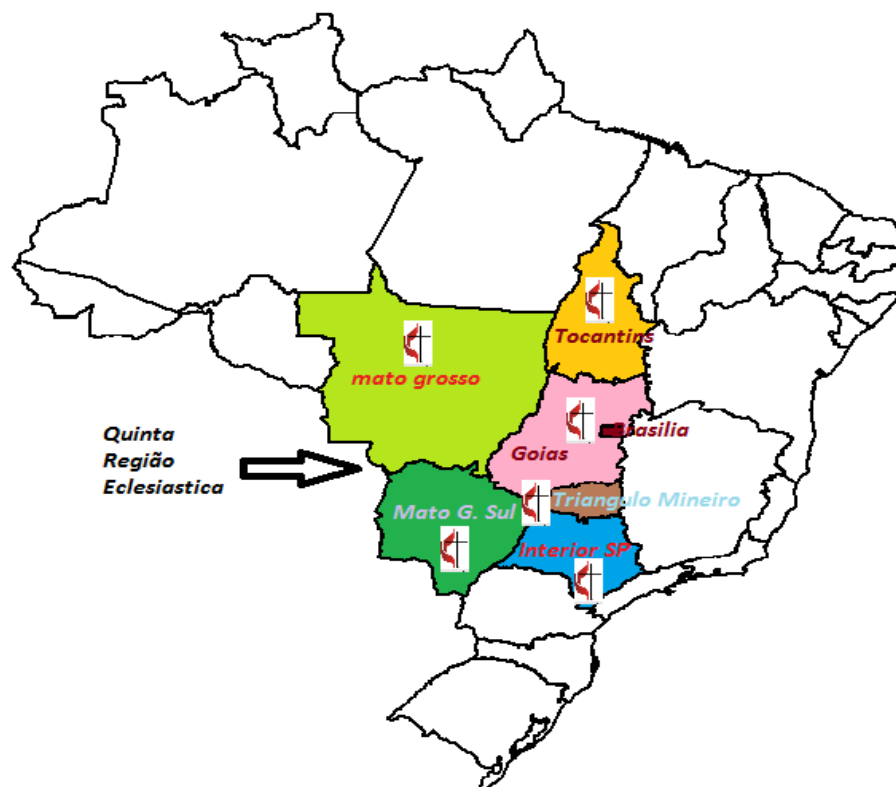 Tocantins
mato grosso
Quinta
Região
Eclesiastica
Brasilia
Goias
Triangulo Mineiro
Mato G. Sul
Interior SP